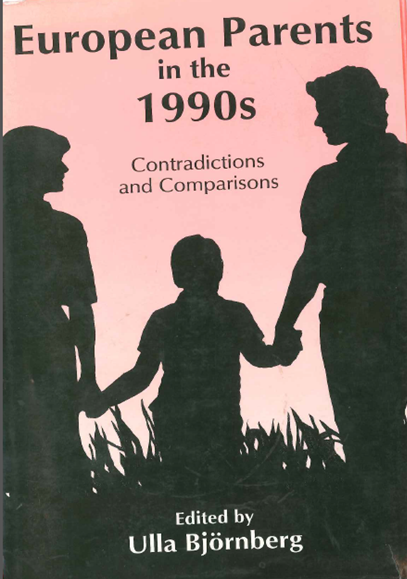 European Parents
in the
1990s
Contradictions
and Comparisons
Edited by
Ulla Björnberg